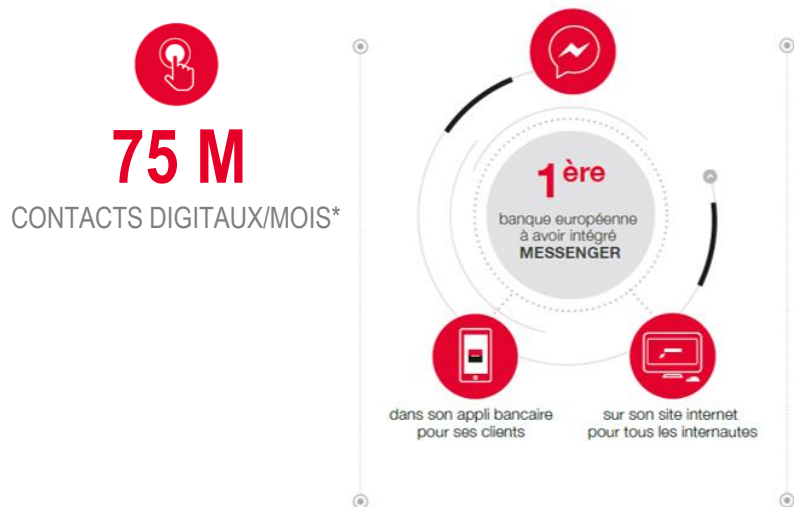 75 M
CONTACTS DIGITAUX/MOIS*
1ère
banque européenne
à avoir intégré
MESSENGER
dans son appli bancaire
pour ses clients
sur son site internet
pour tous les internautes